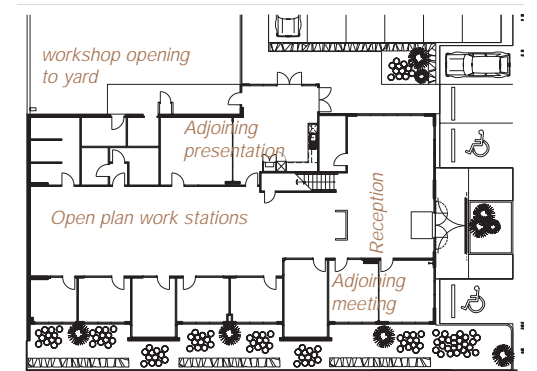 workshop opening
to yard
Adjoining
presentation
Open plan work stations
Reception
Adjoining
meeting